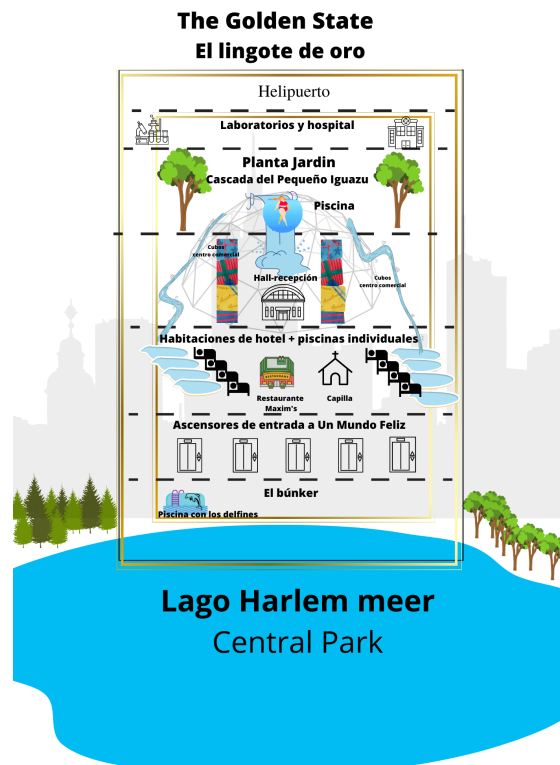 The Golden State
El lingote de oro
Helipuerto
Laboratorios y hospital
Planta Jardin
Cascada del Pequeño Iguazu
Piscina
Cubos
centro comercial
Hall-recepción
Cubos
centro comercial
Habitaciones de hotel + piscinas individuales
RESTAURANT
Restaurante
Maxim's
Capilla
Ascensores de entrada a Un Mundo Feliz
El búnker
Piscina con los delfines
Lago Harlem meer
Central Park